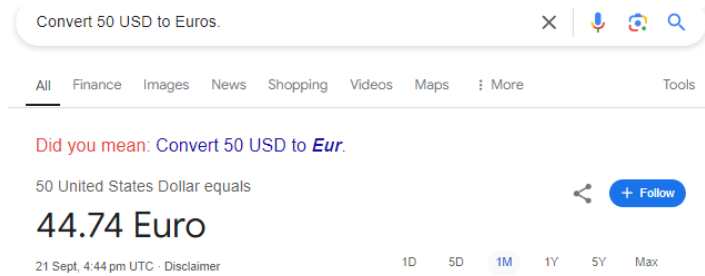 Convert 50 USD to Euros.
All Finance Images News Shopping Videos Maps More Tools
Did you mean: Convert 50 USD to Eur.
50 United States Dollar equals
+ Follow
44.74 Euro
21 Sept, 4:44 pm UTC · Disclaimer
1D 5D 1M 1Y 5Y Max